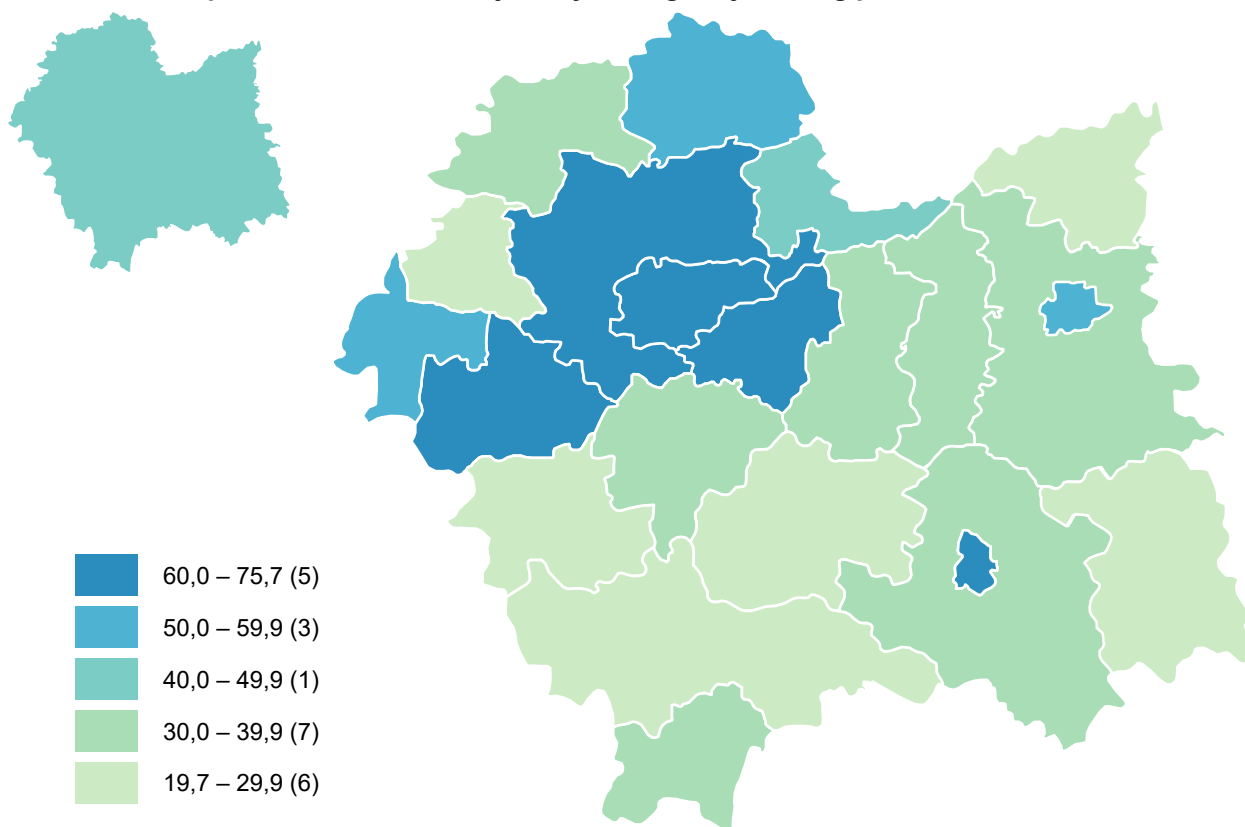 60,0 – 75,7 (5)
50,0 – 59,9 (3)
40,0 – 49,9 (1)
30,0 – 39,9 (7)
19,7 – 29,9 (6)